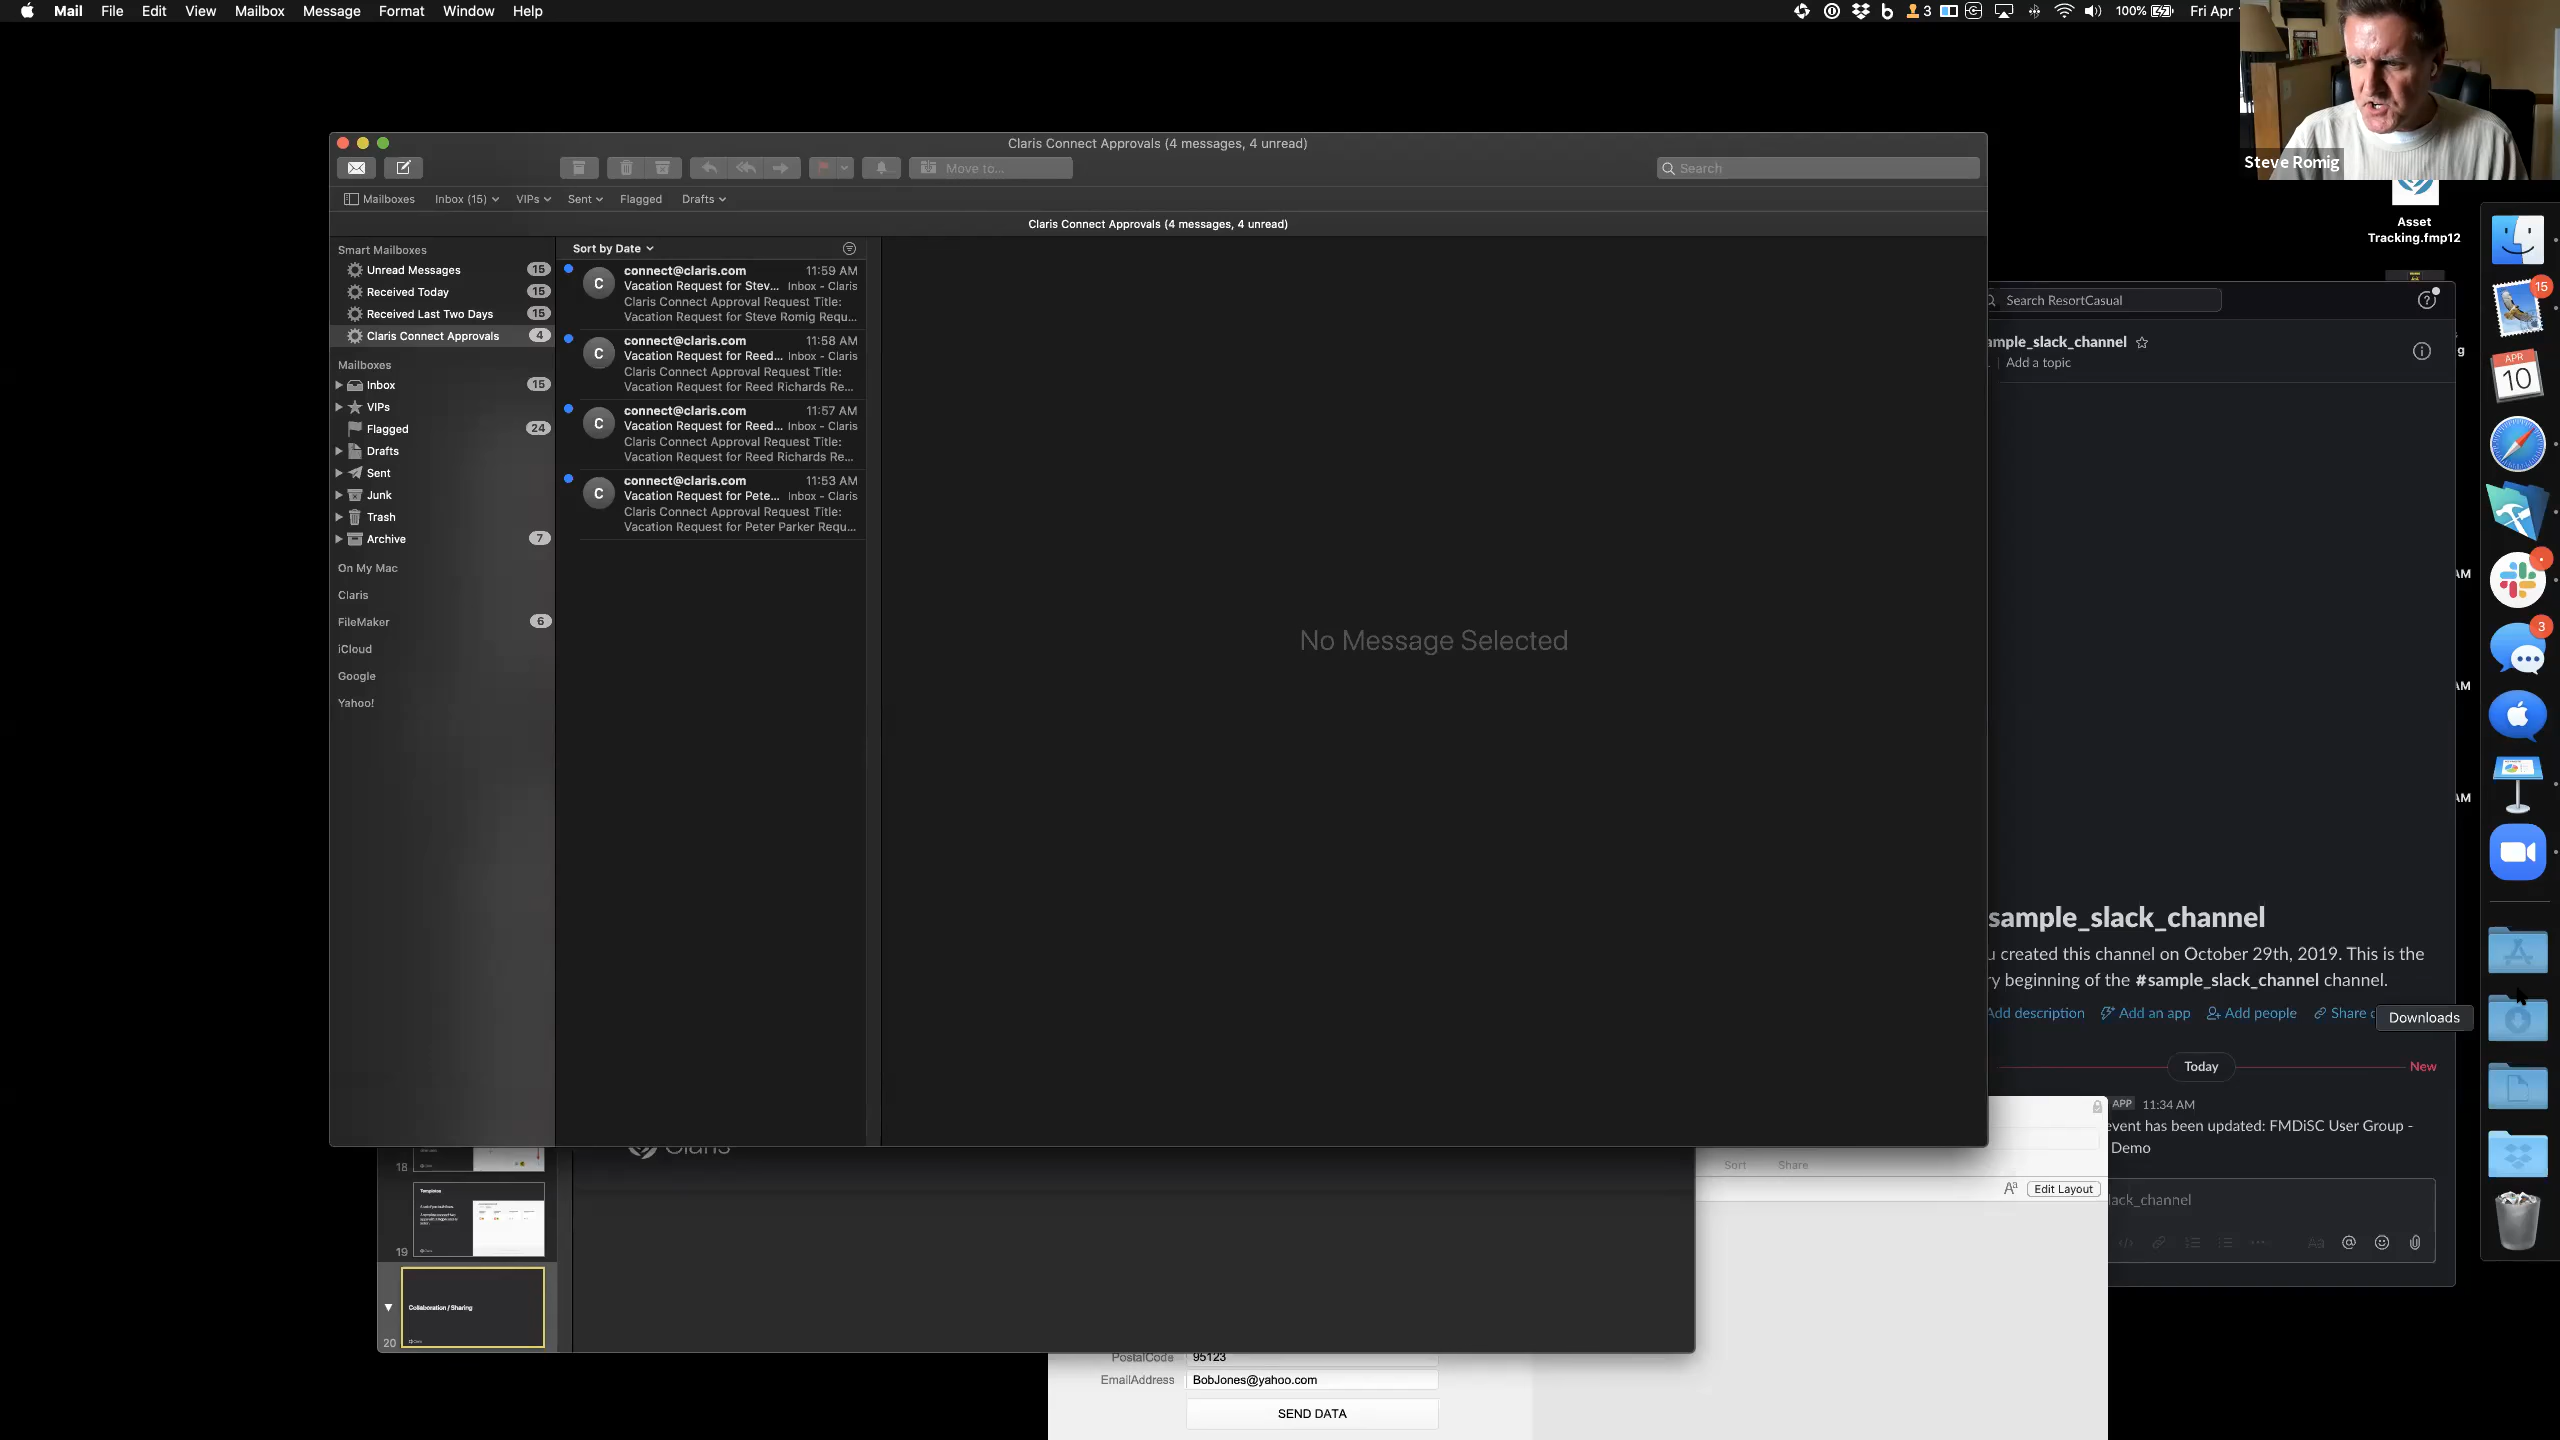 Mail File Edit View Mailbox Message Format Window Help
3 100% Fri Apr
Steve Romig
Asset
Tracking.fmp12
Claris Connect Approvals (4 messages, 4 unread)
Move to...
Search
Mailboxes Inbox (15) VIPs Sent Flagged Drafts
Claris Connect Approvals (4 messages, 4 unread)
Smart Mailboxes
Unread Messages 15
Received Today 15
Received Last Two Days 15
Claris Connect Approvals 4
Mailboxes
Inbox 15
VIPs
Flagged 24
Drafts
Sent
Junk
Trash
Archive 7
On My Mac
Claris
FileMaker 6
iCloud
Google
Yahoo!
Sort by Date
C
connect@claris.com 11:59 AM
Vacation Request for Stev... Inbox - Claris
Claris Connect Approval Request Title:
Vacation Request for Steve Romig Requ...
C
connect@claris.com 11:58 AM
Vacation Request for Reed... Inbox - Claris
Claris Connect Approval Request Title:
Vacation Request for Reed Richards Re...
C
connect@claris.com 11:57 AM
Vacation Request for Reed... Inbox - Claris
Claris Connect Approval Request Title:
Vacation Request for Reed Richards Re...
C
connect@claris.com 11:53 AM
Vacation Request for Pete... Inbox - Claris
Claris Connect Approval Request Title:
Vacation Request for Peter Parker Requ...
No Message Selected
Search ResortCasual
ample_slack_channel
Add a topic
g
AM
AM
AM
15
APR
10
3
sample_slack_channel
u created this channel on October 29th, 2019. This is the
ry beginning of the #sample_slack_channel channel.
Add description Add an app Add people Share c
Downloads
Today New
APP 11:34 AM
event has been updated: FMDiSC User Group -
Demo
Sort Share
Edit Layout
lack_channel
Claris
18
Templates
19
Collaboration / Sharing
20
PostalCode 95123
EmailAddress BobJones@yahoo.com
SEND DATA